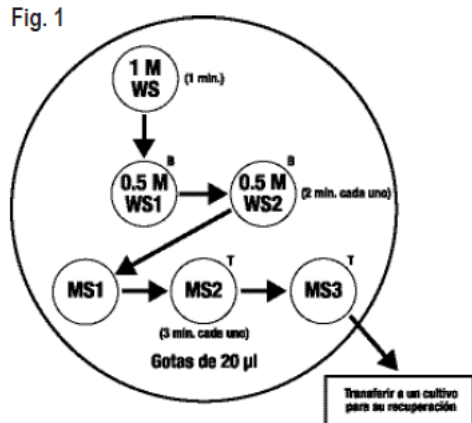 Fig. 1
1 M
WS
(1 min.)
B
0.5 M
WS1
B
0.5 M
WS2
(2 min. cada uno)
MS1
T
MS2
T
MS3
(3 min. cada uno)
Gotas de 20 µl
Transferir a un cultivo
para su recuperación